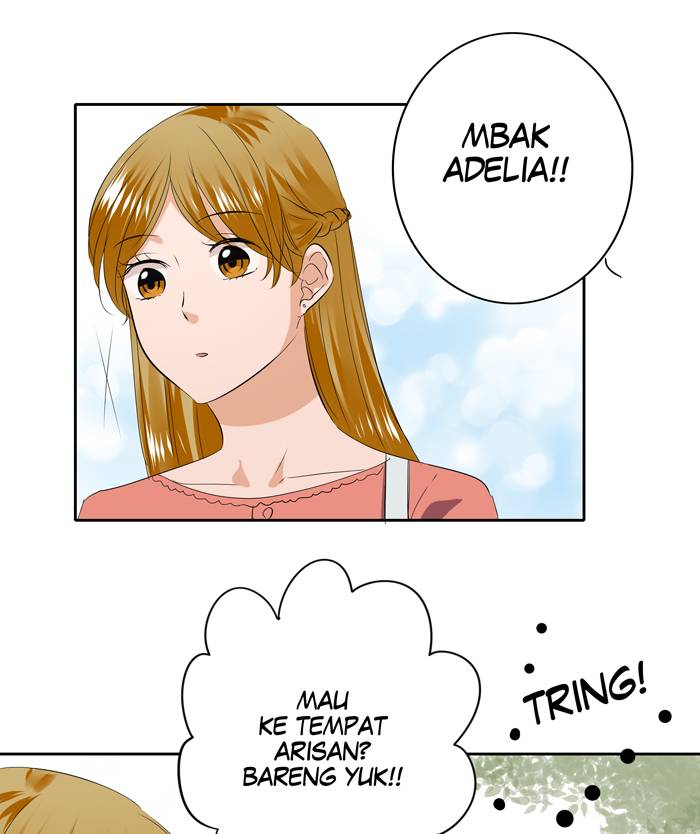 MBAK
ADELIA!!
TRING!
MAU
KE TEMPAT
ARISAN?
BARENG YUK!!